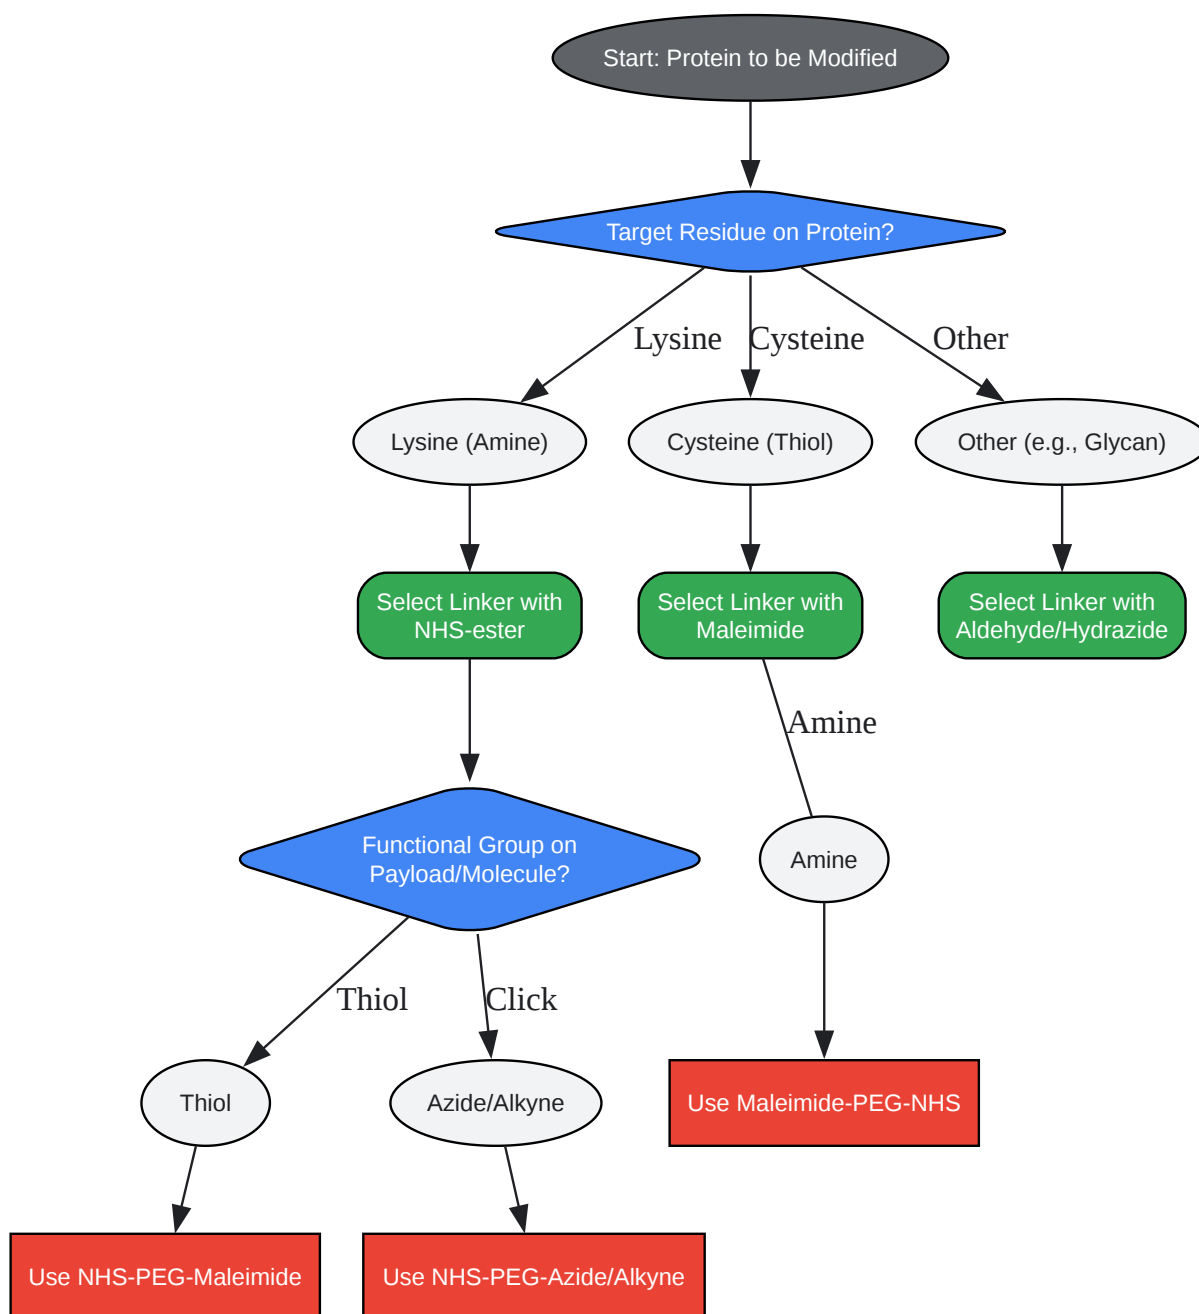 Start: Protein to be Modified
Target Residue on Protein?
Lysine
Cysteine
Other
Lysine (Amine)
Cysteine (Thiol)
Other (e.g., Glycan)
Select Linker with
NHS-ester
Select Linker with
Maleimide
Select Linker with
Aldehyde/Hydrazide
Amine
Functional Group on
Payload/Molecule?
Amine
Thiol
Click
Thiol
Azide/Alkyne
Use Maleimide-PEG-NHS
Use NHS-PEG-Maleimide
Use NHS-PEG-Azide/Alkyne